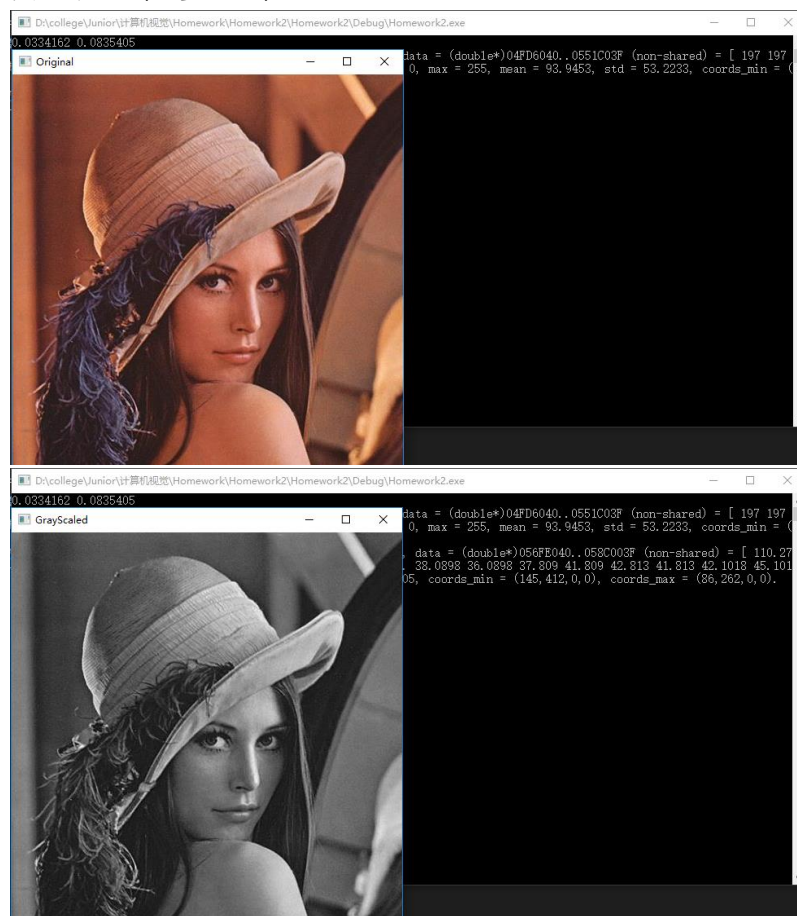 D:\college\Junior\计算机视觉\Homework\Homework2\Homework2\Debug\Homework2.exe
0.0334162 0.0835405
Original
data = (double*)04FD6040..0551C03F (non-shared) = [ 197 197
0, max = 255, mean = 93.9453, std = 53.2233, coords_min = (
D:\college\Junior\计算机视觉\Homework\Homework2\Homework2\Debug\Homework2.exe
0.0334162 0.0835405
GrayScaled
data = (double*)04FD6040..0551C03F (non-shared) = [ 197 197
0, max = 255, mean = 93.9453, std = 53.2233, coords_min = (
, data = (double*)056FE040..058C003F (non-shared) = [ 110.27
. 38.0898 36.0898 37.809 41.809 42.813 41.813 42.1018 45.101
05, coords_min = (145,412,0,0), coords_max = (86,262,0,0).